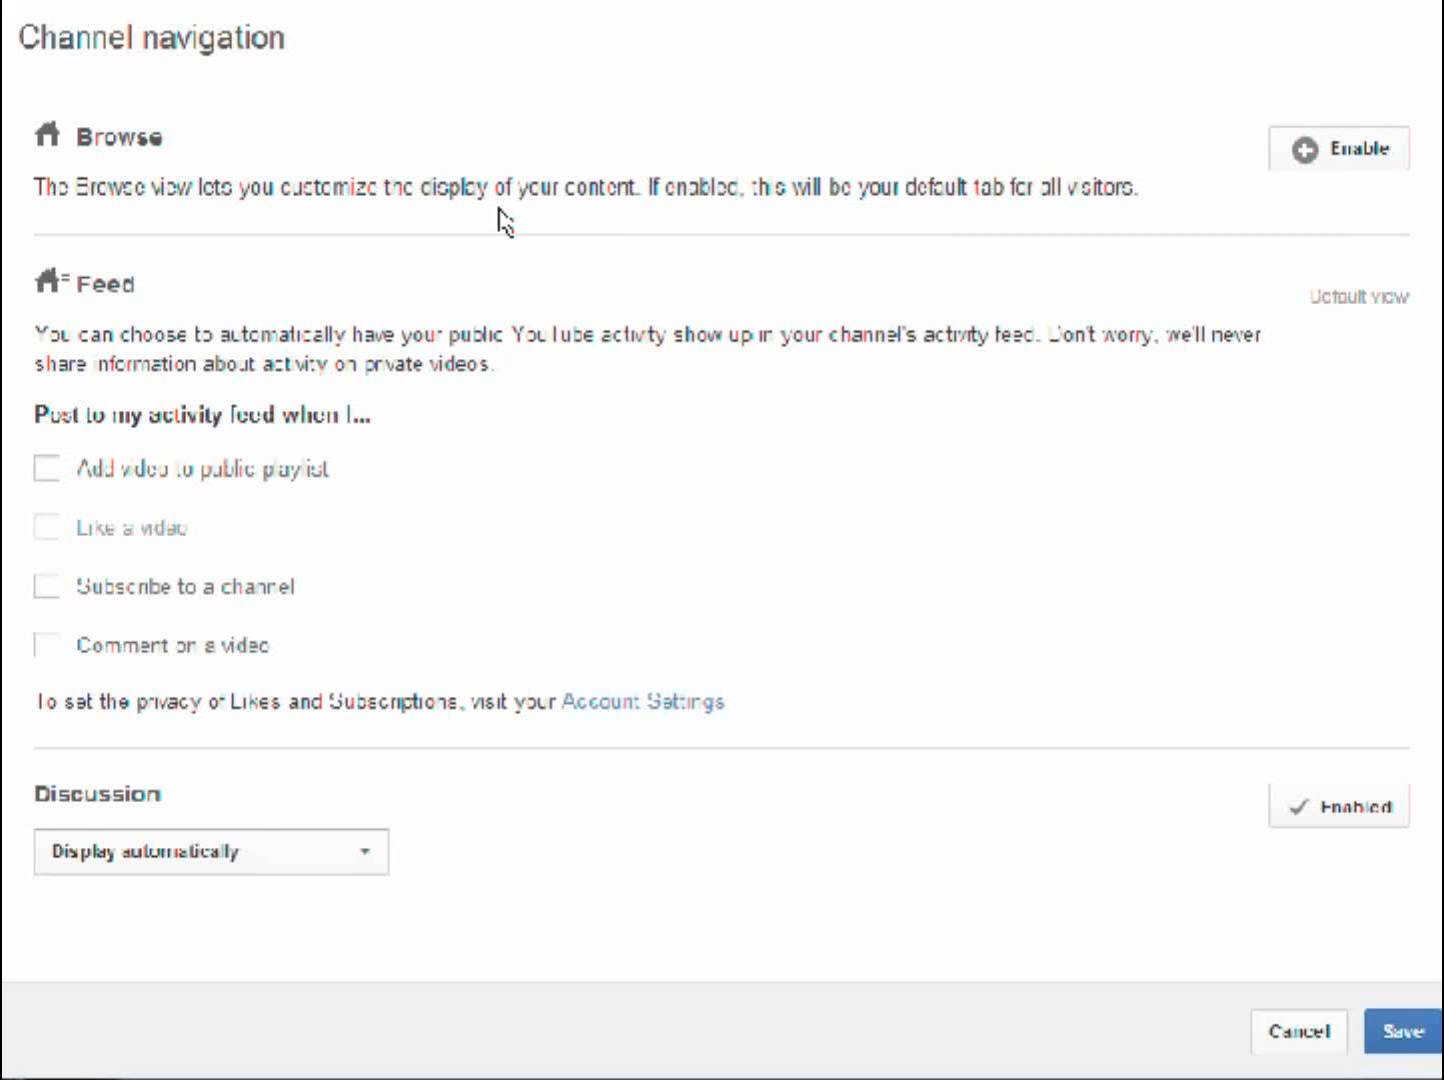 Channel navigation
Browse
Enable
The Browse view lets you customize the display of your content. If enabled, this will be your default tab for all visitors.
Feed
Default view
You can choose to automatically have your public YouTube activity show up in your channel's activity feed. Don't worry, we'll never
share information about activity on private videos.
Post to my activity feed when I...
Add video to public playlist
Like a video
Subscribe to a channel
Comment on a video
To set the privacy of Likes and Subscriptions, visit your Account Settings
Discussion
Enabled
Display automatically
Cancel
Save